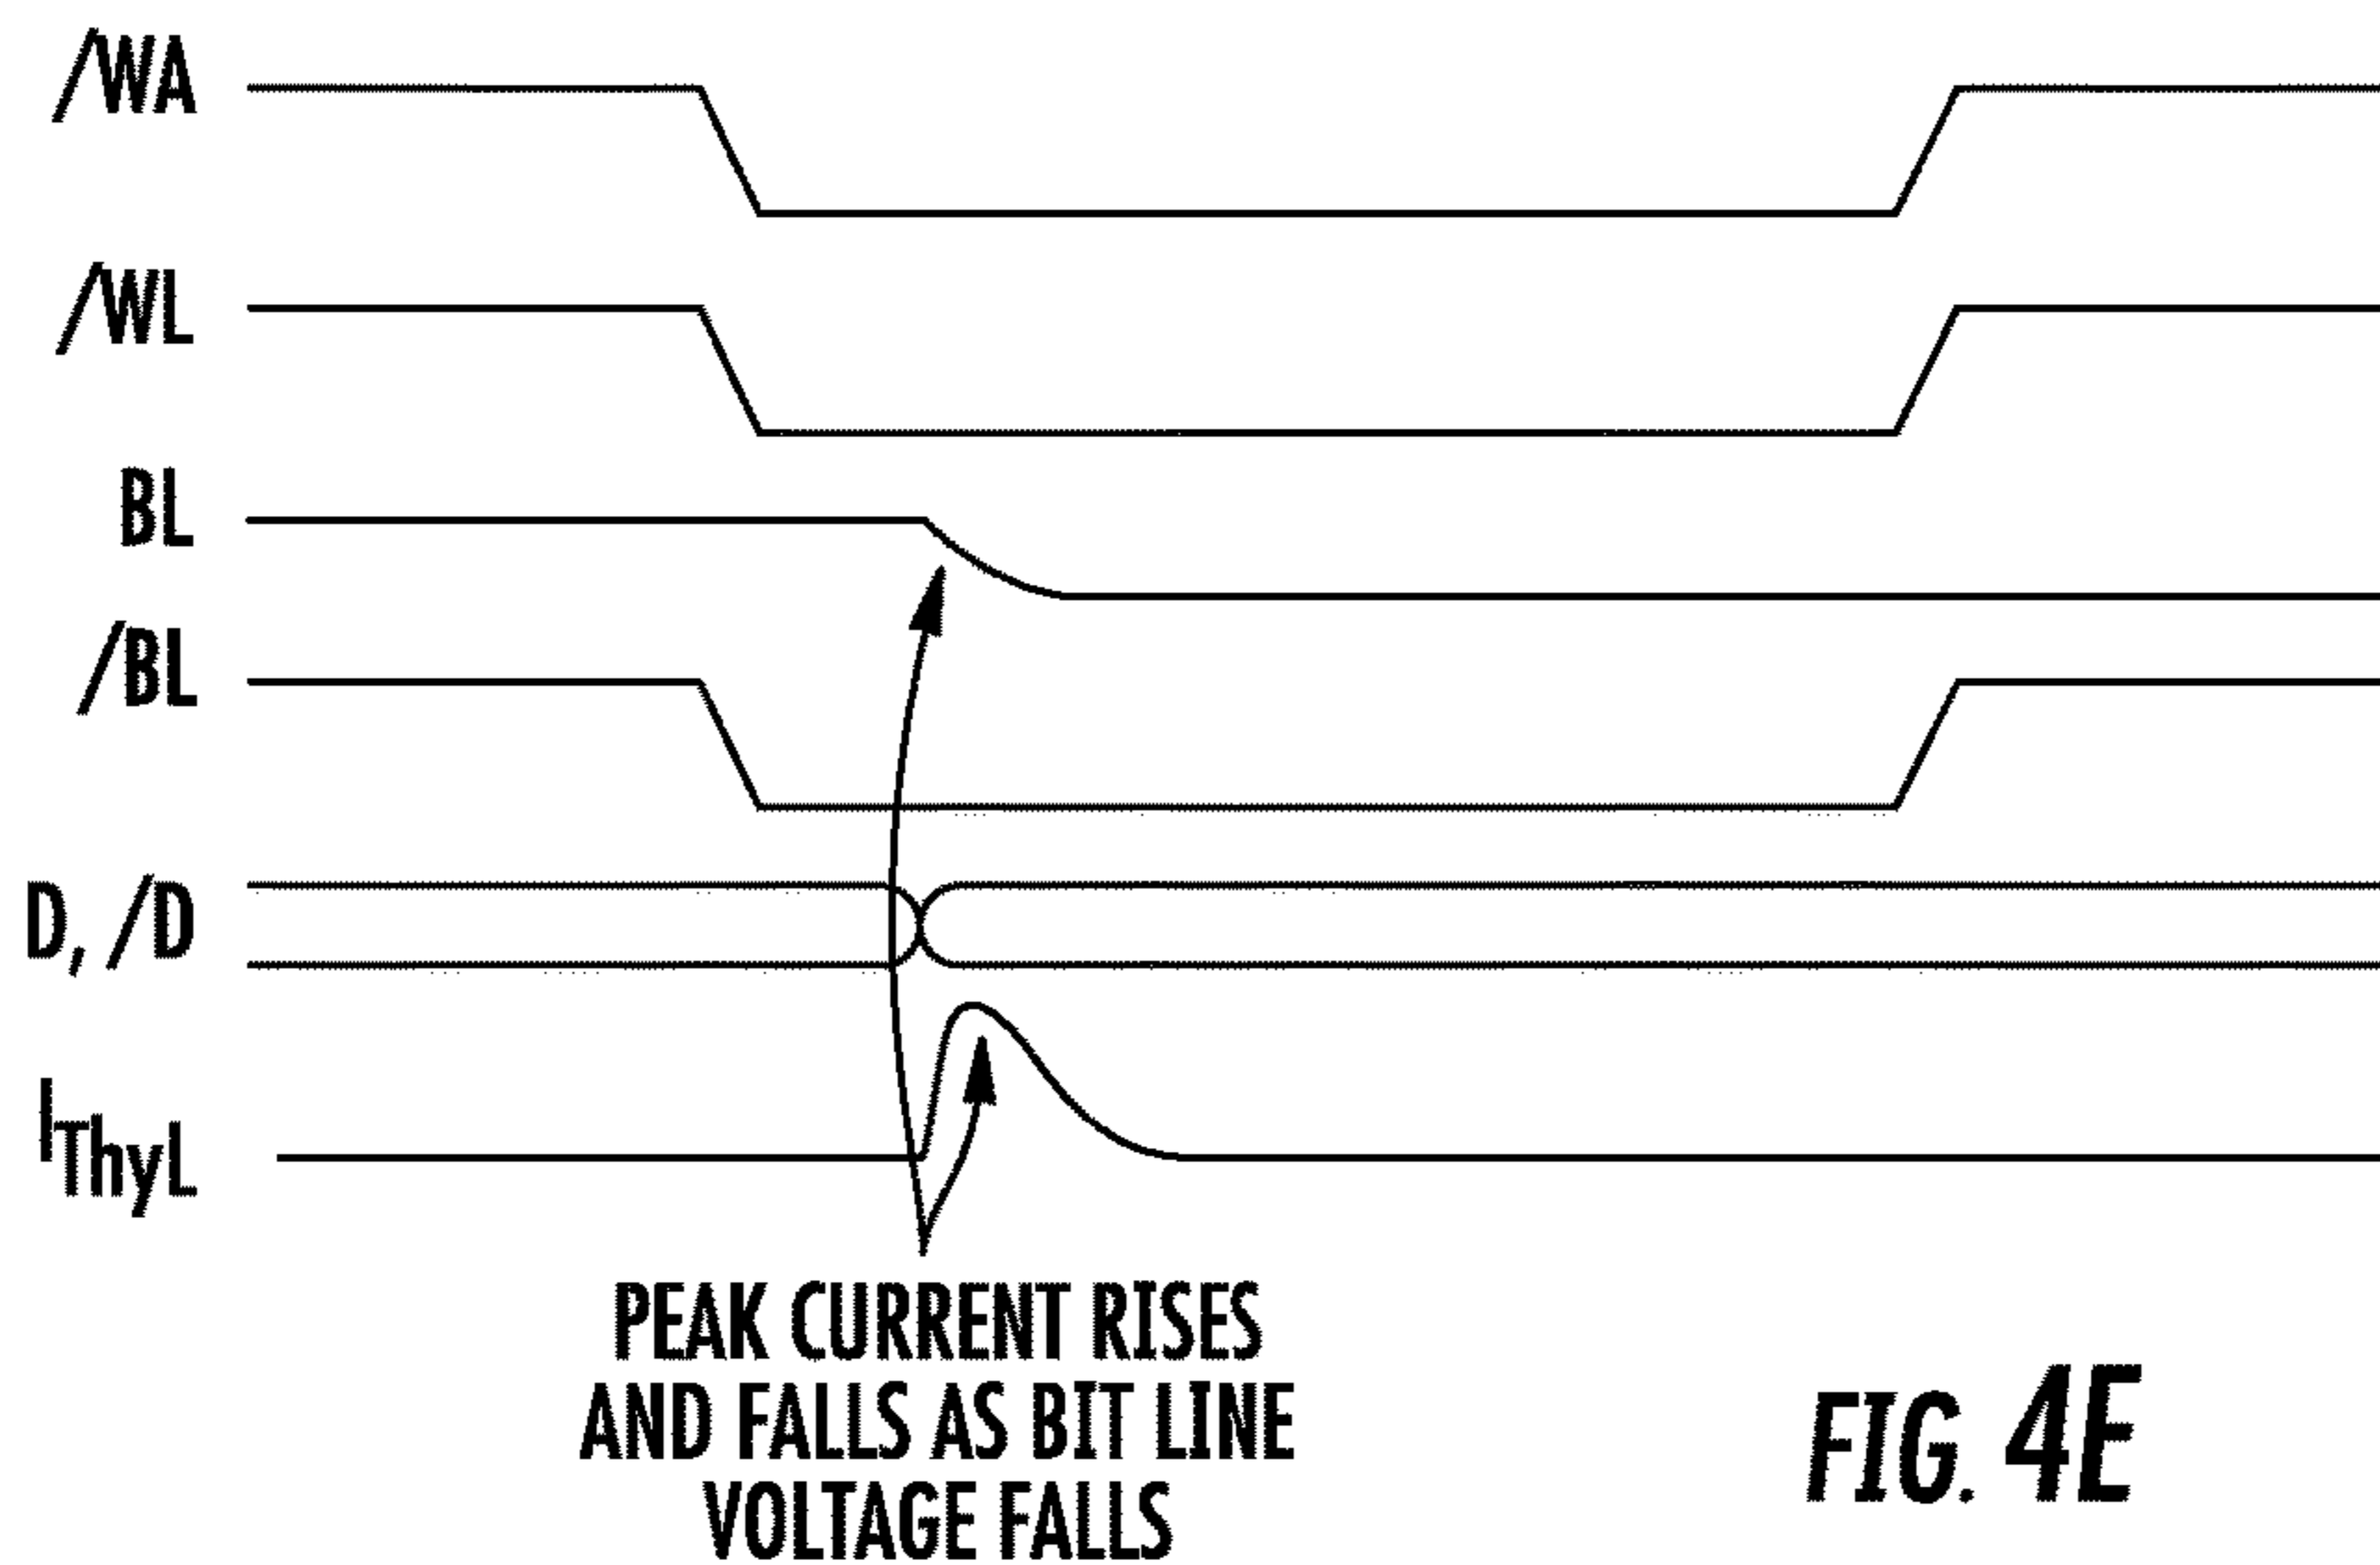 /WA
/WL
BL
/BL
D, /D
IThyL
PEAK CURRENT RISES
AND FALLS AS BIT LINE
VOLTAGE FALLS
FIG. 4E